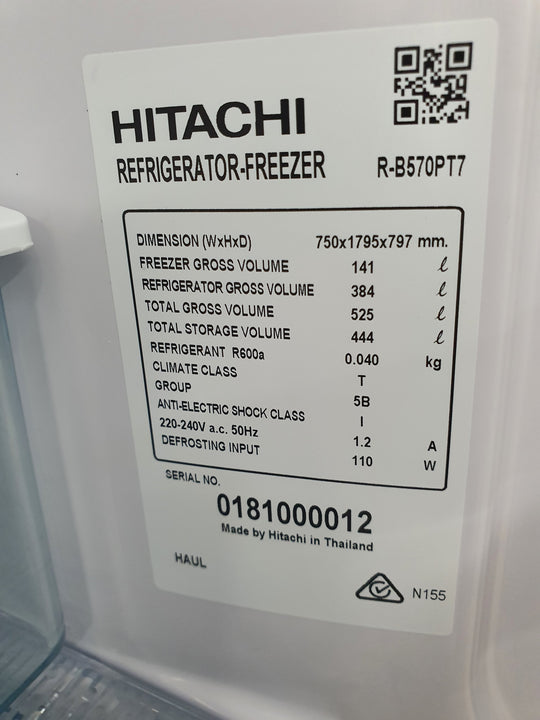 HITACHI
REFRIGERATOR-FREEZER R-B570PT7
DIMENSION (WxHxD) 750x1795x797 mm.
FREEZER GROSS VOLUME 141 ℓ
REFRIGERATOR GROSS VOLUME 384 ℓ
TOTAL GROSS VOLUME 525 ℓ
TOTAL STORAGE VOLUME 444 ℓ
REFRIGERANT R600a 0.040 kg
CLIMATE CLASS T
GROUP 5B
ANTI-ELECTRIC SHOCK CLASS I
220-240V a.c. 50Hz 1.2 A
DEFROSTING INPUT 110 W
SERIAL NO.
0181000012
Made by Hitachi in Thailand
HAUL
N155